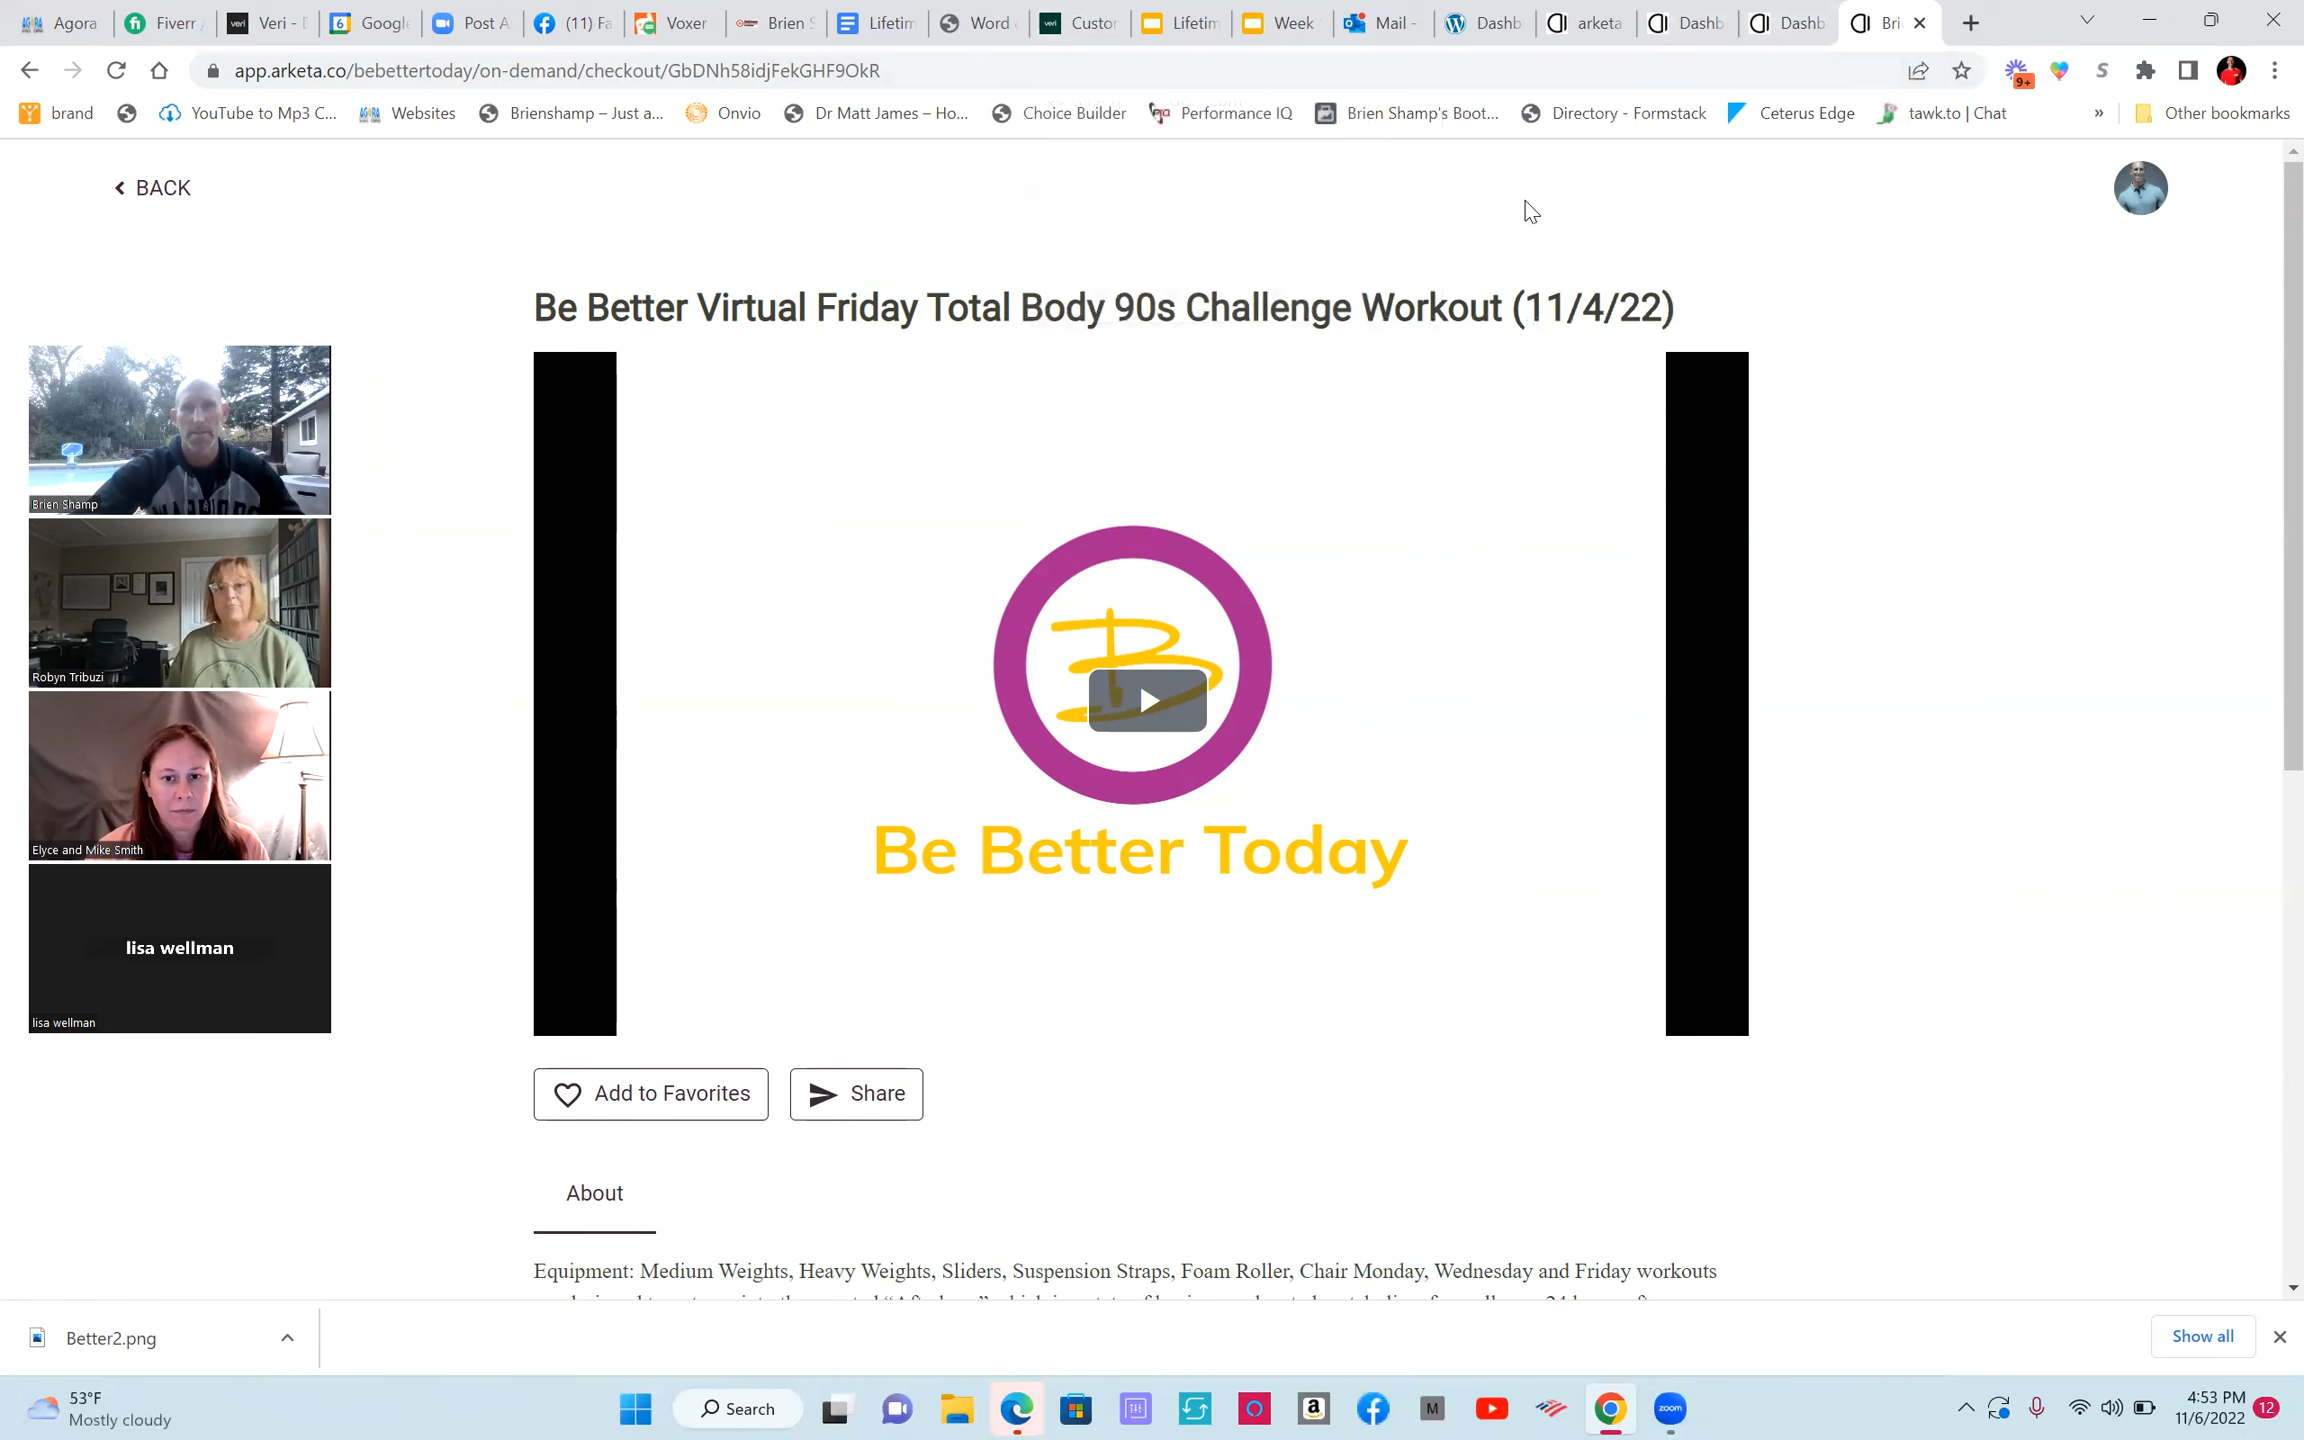 Agora
Fiverr /
Veri - D
Google
Post A
(11) Fa
Voxer
Brien S
Lifetim
Word
Custor
Lifetim
Week
Mail -
Dashb
arketa
Dashb
Dashb
Bri
app.arketa.co/bebettertoday/on-demand/checkout/GbDNh58idjFekGHF9OkR
9+
brand
YouTube to Mp3 C...
Websites
Brienshamp – Just a...
Onvio
Dr Matt James – Ho...
Choice Builder
Performance IQ
Brien Shamp's Boot...
Directory - Formstack
Ceterus Edge
tawk.to | Chat
»
Other bookmarks
BACK
Be Better Virtual Friday Total Body 90s Challenge Workout (11/4/22)
Brien Shamp
Robyn Tribuzi
Elyce and Mike Smith
lisa wellman
lisa wellman
B
Be Better Today
Add to Favorites
Share
About
Equipment: Medium Weights, Heavy Weights, Sliders, Suspension Straps, Foam Roller, Chair Monday, Wednesday and Friday workouts
Better2.png
Show all
53°F
Mostly cloudy
Search
zoom
4:53 PM
11/6/2022
12